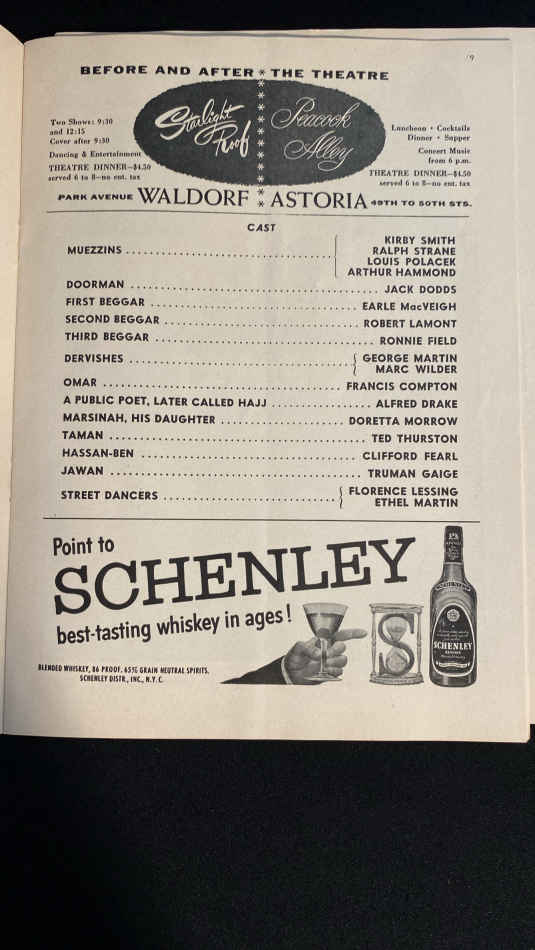 9
BEFORE AND AFTER * THE THEATRE
Starlight Roof
Peacock Alley
Two Shows: 9:30
and 12:15
Cover after 9:30
Dancing & Entertainment
THEATRE DINNER—$4.50
served 6 to 8—no ent. tax
Luncheon • Cocktails
Dinner • Supper
Concert Music
from 6 p.m.
THEATRE DINNER—$4.50
served 6 to 8—no ent. tax
PARK AVENUE WALDORF * ASTORIA 49TH TO 50TH STS.
CAST
MUEZZINS ........ KIRBY SMITH
RALPH STRANE
LOUIS POLACEK
ARTHUR HAMMOND
DOORMAN ........ JACK DODDS
FIRST BEGGAR ........ EARLE MacVEIGH
SECOND BEGGAR ........ ROBERT LAMONT
THIRD BEGGAR ........ RONNIE FIELD
DERVISHES ........ GEORGE MARTIN
MARC WILDER
OMAR ........ FRANCIS COMPTON
A PUBLIC POET, LATER CALLED HAJJ ........ ALFRED DRAKE
MARSINAH, HIS DAUGHTER ........ DORETTA MORROW
TAMAN ........ TED THURSTON
HASSAN-BEN ........ CLIFFORD FEARL
JAWAN ........ TRUMAN GAIGE
STREET DANCERS ........ FLORENCE LESSING
ETHEL MARTIN
Point to
SCHENLEY
best-tasting whiskey in ages!
BLENDED WHISKEY, 86 PROOF. 65% GRAIN NEUTRAL SPIRITS.
SCHENLEY DISTR., INC., N.Y.C.
S
SCHENLEY
SCHENLEY